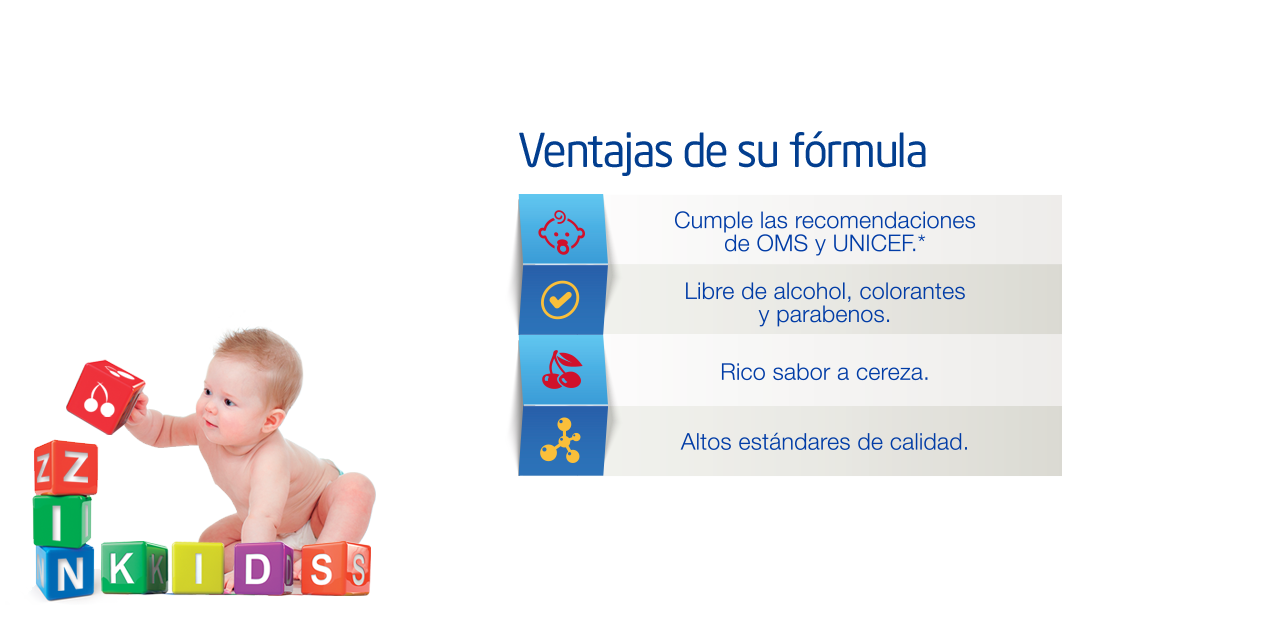 Ventajas de su fórmula
Cumple las recomendaciones
de OMS y UNICEF.*
Libre de alcohol, colorantes
y parabenos.
Rico sabor a cereza.
Altos estándares de calidad.
Z Z
I I
N N K K I D D S S